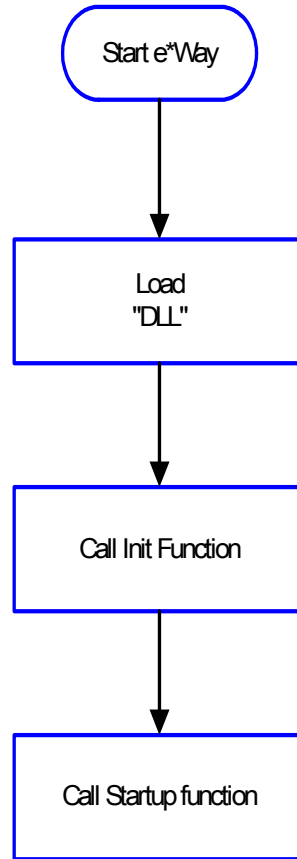 Start e*Way
Load
"DLL"
Call Init Function
Call Startup function